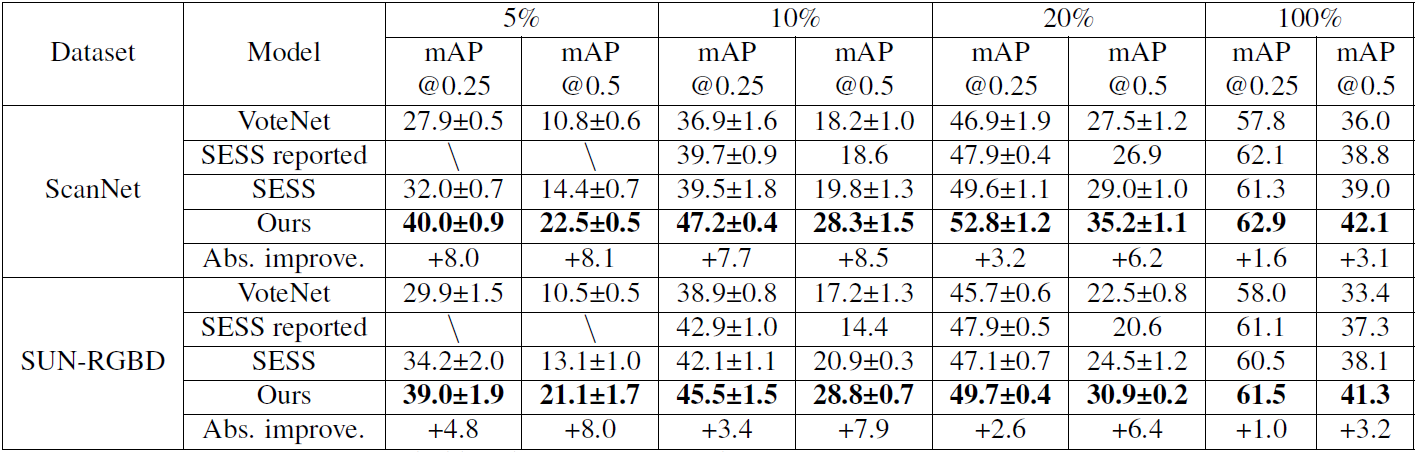 Dataset Model 5% 10% 20% 100%
mAP @0.25 mAP @0.5 mAP @0.25 mAP @0.5 mAP @0.25 mAP @0.5 mAP @0.25 mAP @0.5
ScanNet
VoteNet 27.9±0.5 10.8±0.6 36.9±1.6 18.2±1.0 46.9±1.9 27.5±1.2 57.8 36.0
SESS reported \ \ 39.7±0.9 18.6 47.9±0.4 26.9 62.1 38.8
SESS 32.0±0.7 14.4±0.7 39.5±1.8 19.8±1.3 49.6±1.1 29.0±1.0 61.3 39.0
Ours 40.0±0.9 22.5±0.5 47.2±0.4 28.3±1.5 52.8±1.2 35.2±1.1 62.9 42.1
Abs. improve. +8.0 +8.1 +7.7 +8.5 +3.2 +6.2 +1.6 +3.1
SUN-RGBD
VoteNet 29.9±1.5 10.5±0.5 38.9±0.8 17.2±1.3 45.7±0.6 22.5±0.8 58.0 33.4
SESS reported \ \ 42.9±1.0 14.4 47.9±0.5 20.6 61.1 37.3
SESS 34.2±2.0 13.1±1.0 42.1±1.1 20.9±0.3 47.1±0.7 24.5±1.2 60.5 38.1
Ours 39.0±1.9 21.1±1.7 45.5±1.5 28.8±0.7 49.7±0.4 30.9±0.2 61.5 41.3
Abs. improve. +4.8 +8.0 +3.4 +7.9 +2.6 +6.4 +1.0 +3.2